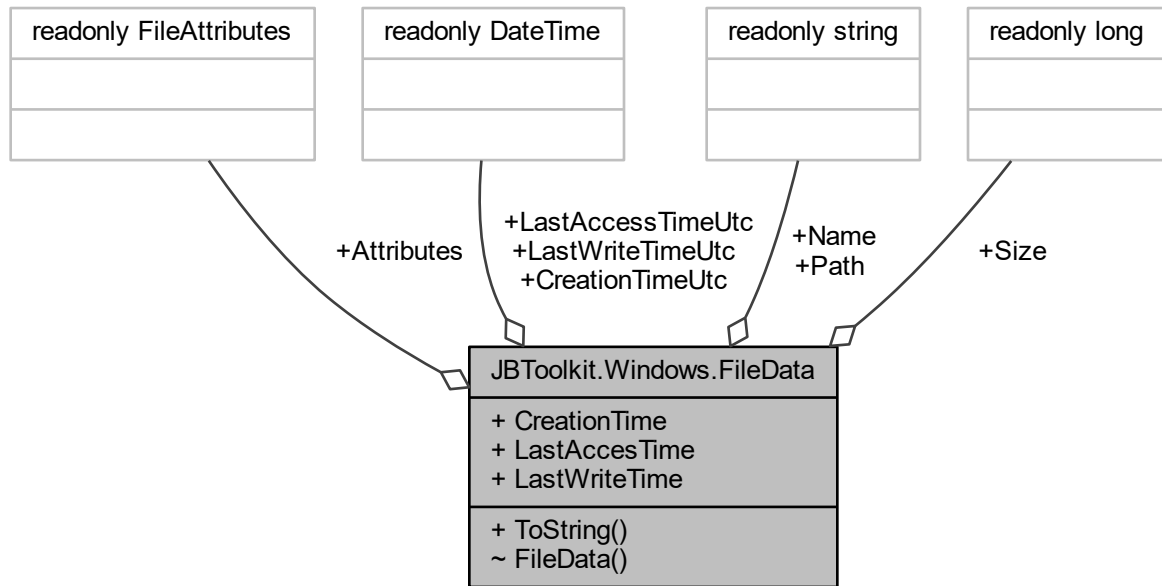 readonly FileAttributes
readonly DateTime
readonly string
readonly long
+Attributes
+LastAccessTimeUtc
+LastWriteTimeUtc
+CreationTimeUtc
+Name
+Path
+Size
JBToolkit.Windows.FileData
+ CreationTime
+ LastAccesTime
+ LastWriteTime
+ ToString()
~ FileData()